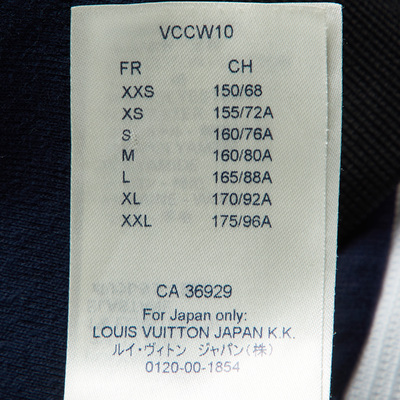 VCCW10
FR CH
XXS 150/68
XS 155/72A
S 160/76A
M 160/80A
L 165/88A
XL 170/92A
XXL 175/96A
CA 36929
For Japan only:
LOUIS VUITTON JAPAN K.K.
ルイ・ヴィトン ジャパン(株)
0120-00-1854